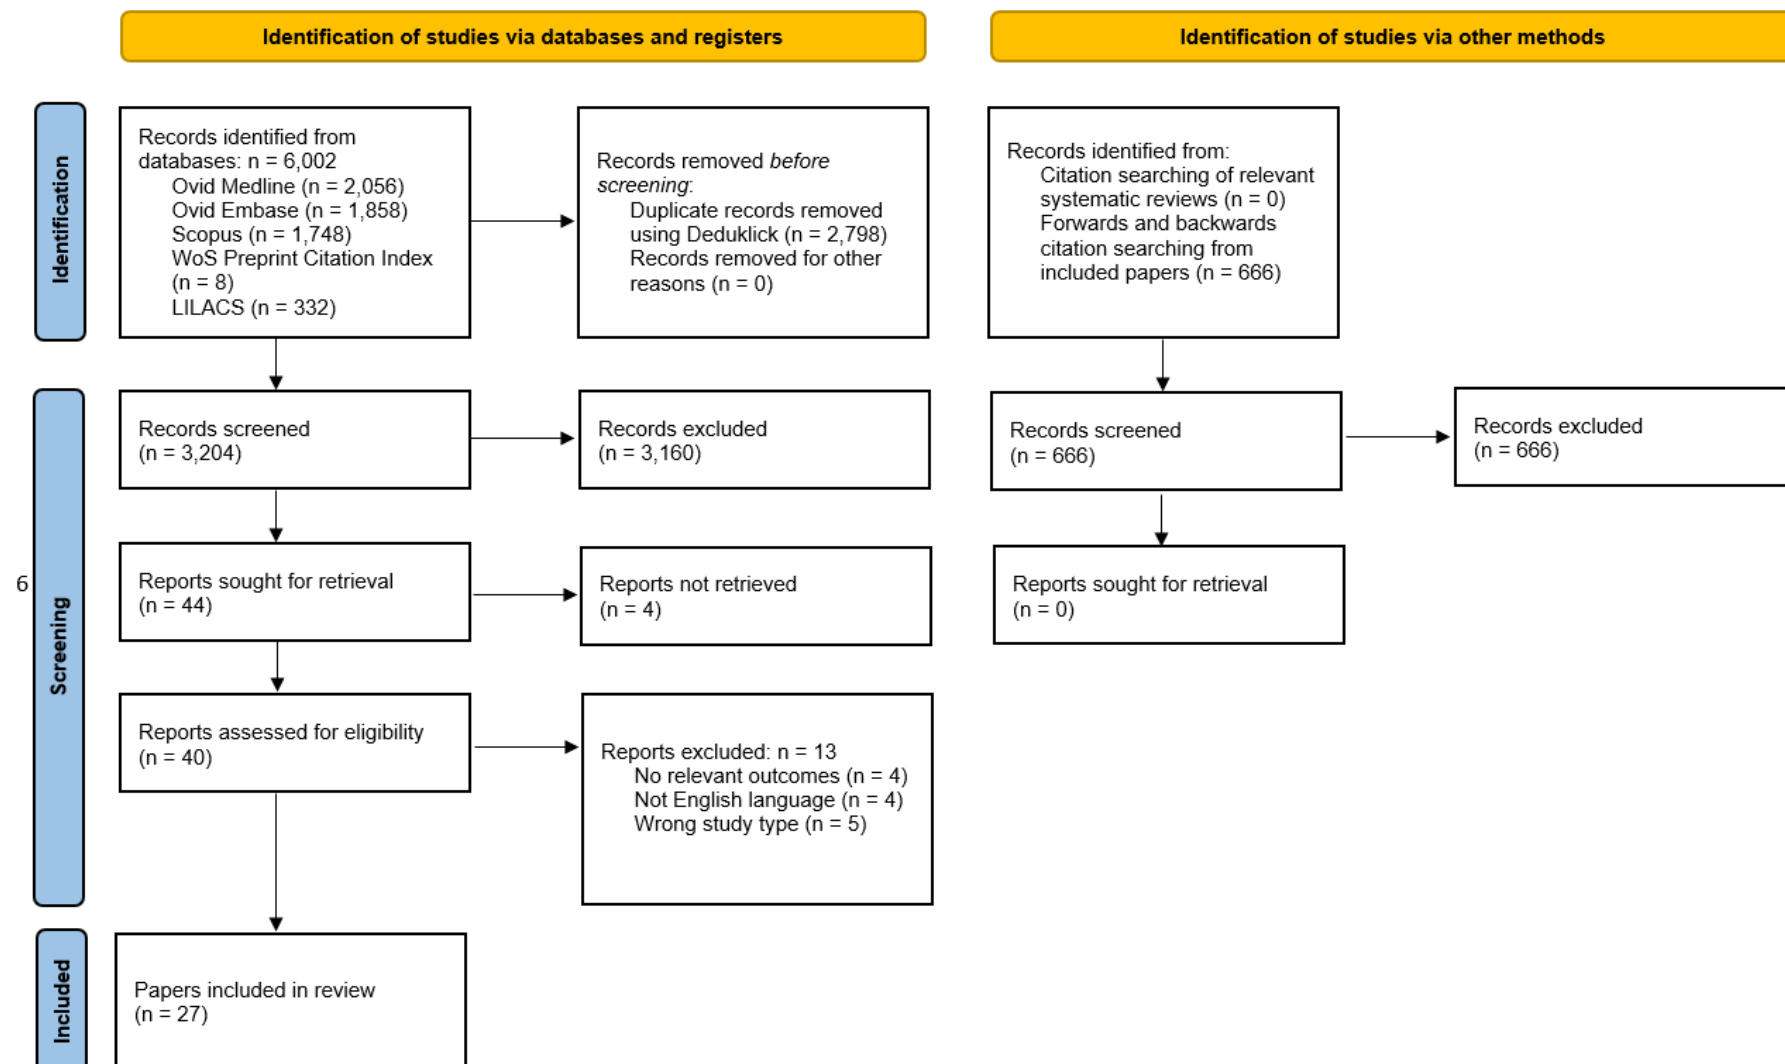 Identification of studies via databases and registers
Identification of studies via other methods
Identification
Records identified from
databases: n = 6,002
Ovid Medline (n = 2,056)
Ovid Embase (n = 1,858)
Scopus (n = 1,748)
WoS Preprint Citation Index
(n = 8)
LILACS (n = 332)
Records removed before
screening:
Duplicate records removed
using Deduklick (n = 2,798)
Records removed for other
reasons (n = 0)
Records identified from:
Citation searching of relevant
systematic reviews (n = 0)
Forwards and backwards
citation searching from
included papers (n = 666)
Screening
Records screened
(n = 3,204)
Records excluded
(n = 3,160)
Records screened
(n = 666)
Records excluded
(n = 666)
Reports sought for retrieval
(n = 44)
Reports not retrieved
(n = 4)
Reports sought for retrieval
(n = 0)
6
Reports assessed for eligibility
(n = 40)
Reports excluded: n = 13
No relevant outcomes (n = 4)
Not English language (n = 4)
Wrong study type (n = 5)
Included
Papers included in review
(n = 27)